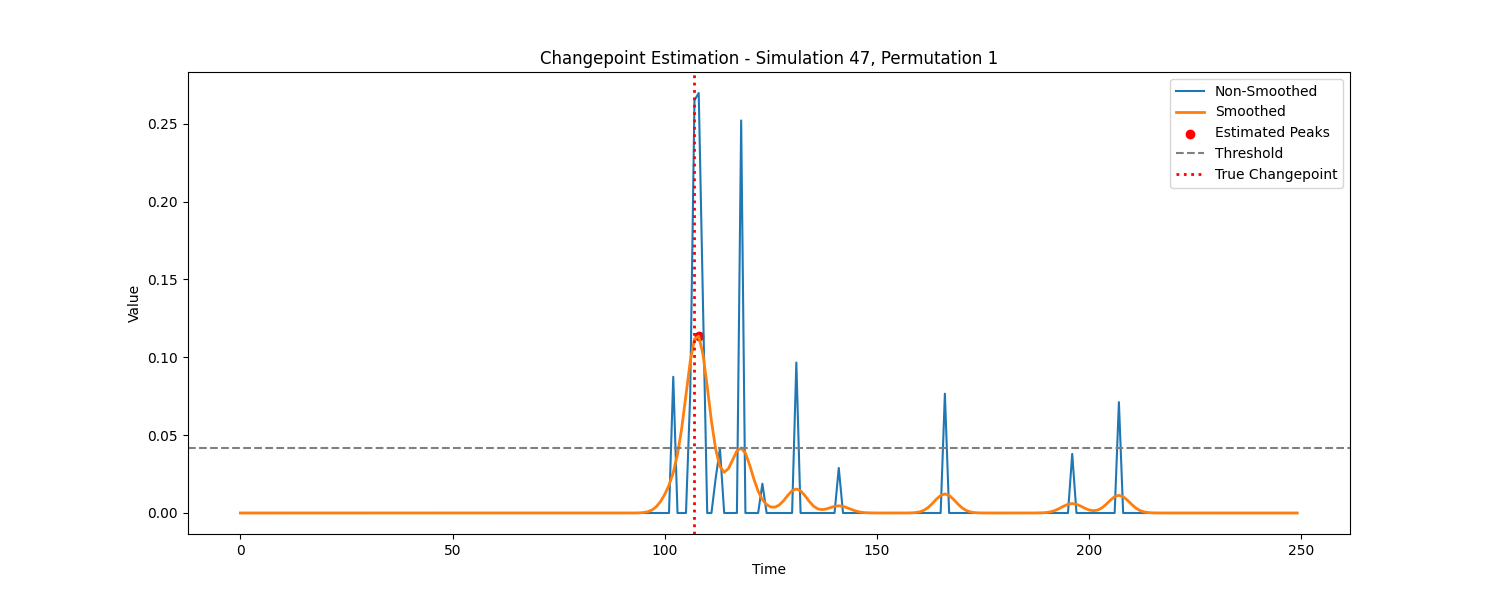 Changepoint Estimation - Simulation 47, Permutation 1
Non-Smoothed
Smoothed
Estimated Peaks
Threshold
True Changepoint
Value
0.25
0.20
0.15
0.10
0.05
0.00
0
50
100
150
200
250
Time